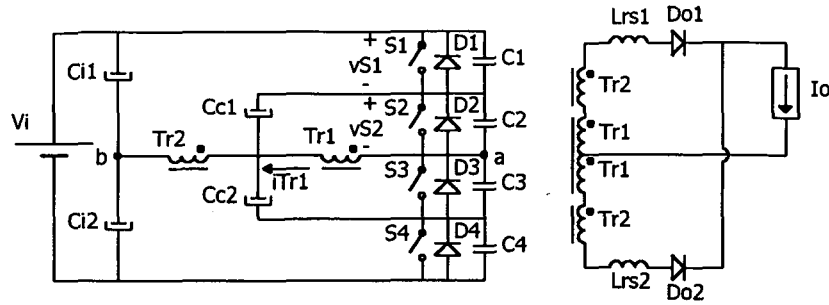 S1 D1 Lrs1 Do1
Ci1 + vS1 - C1
Tr2 Io
Vi Cc1 + S2 D2
Tr2 Tr1 vS2 - C2 Tr1
b a
iTr1 S3 D3 Tr1
Cc2 C3
Ci2 Tr2
S4 D4 C4
Lrs2 Do2